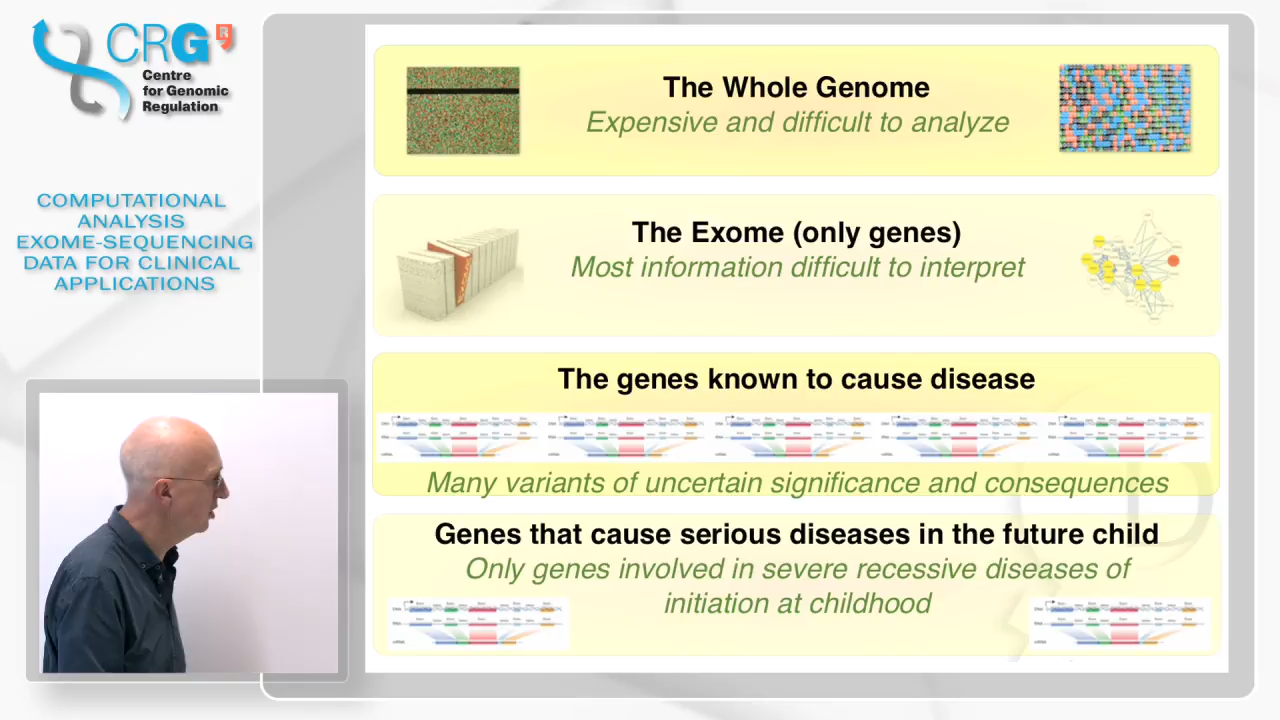 CRG
Centre
for Genomic
Regulation
COMPUTATIONAL
ANALYSIS
EXOME-SEQUENCING
DATA FOR CLINICAL
APPLICATIONS
The Whole Genome
Expensive and difficult to analyze
The Exome (only genes)
Most information difficult to interpret
The genes known to cause disease
Many variants of uncertain significance and consequences
Genes that cause serious diseases in the future child
Only genes involved in severe recessive diseases of
initiation at childhood